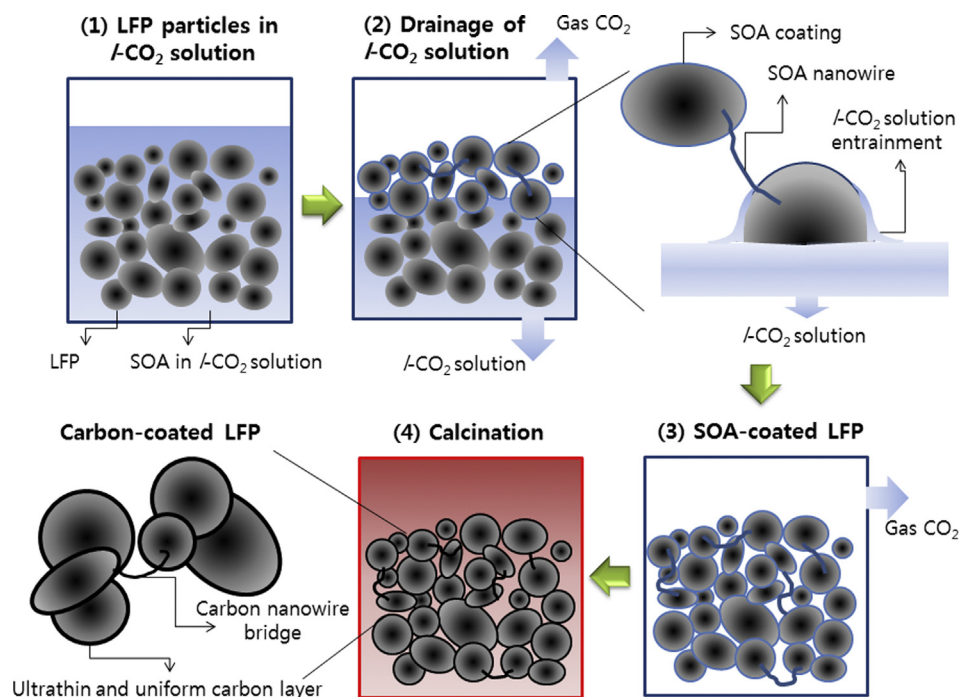 (1) LFP particles in
l-CO₂ solution
(2) Drainage of
l-CO₂ solution
Gas CO₂
SOA coating
SOA nanowire
l-CO₂ solution
entrainment
LFP
SOA in l-CO₂ solution
l-CO₂ solution
l-CO₂ solution
Carbon-coated LFP
(4) Calcination
(3) SOA-coated LFP
Gas CO₂
Carbon nanowire
bridge
Ultrathin and uniform carbon layer